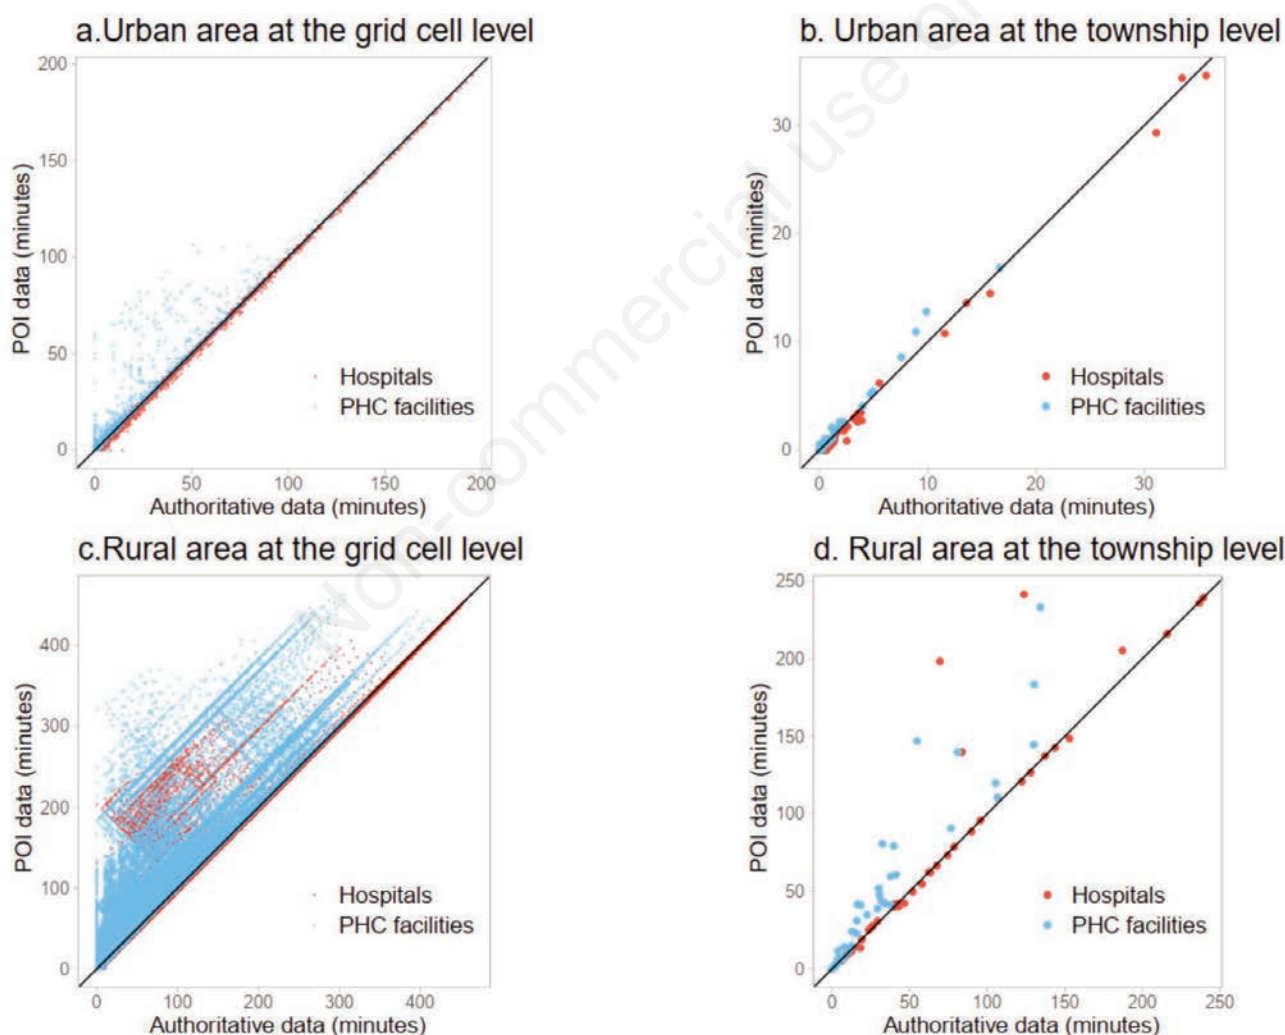 a.Urban area at the grid cell level
200
150
100
50
0
POI data (minutes)
Hospitals
PHC facilities
0 50 100 150 200
Authoritative data (minutes)
b. Urban area at the township level
30
20
10
0
POI data (minites)
Hospitals
PHC facilities
0 10 20 30
Authoritative data (minutes)
c.Rural area at the grid cell level
400
300
200
100
0
POI data (minutes)
Hospitals
PHC facilities
0 100 200 300 400
Authoritative data (minutes)
d. Rural area at the township level
250
200
150
100
50
0
POI data (minutes)
Hospitals
PHC facilities
0 50 100 150 200 250
Authoritative data (minutes)
Non-commercial use